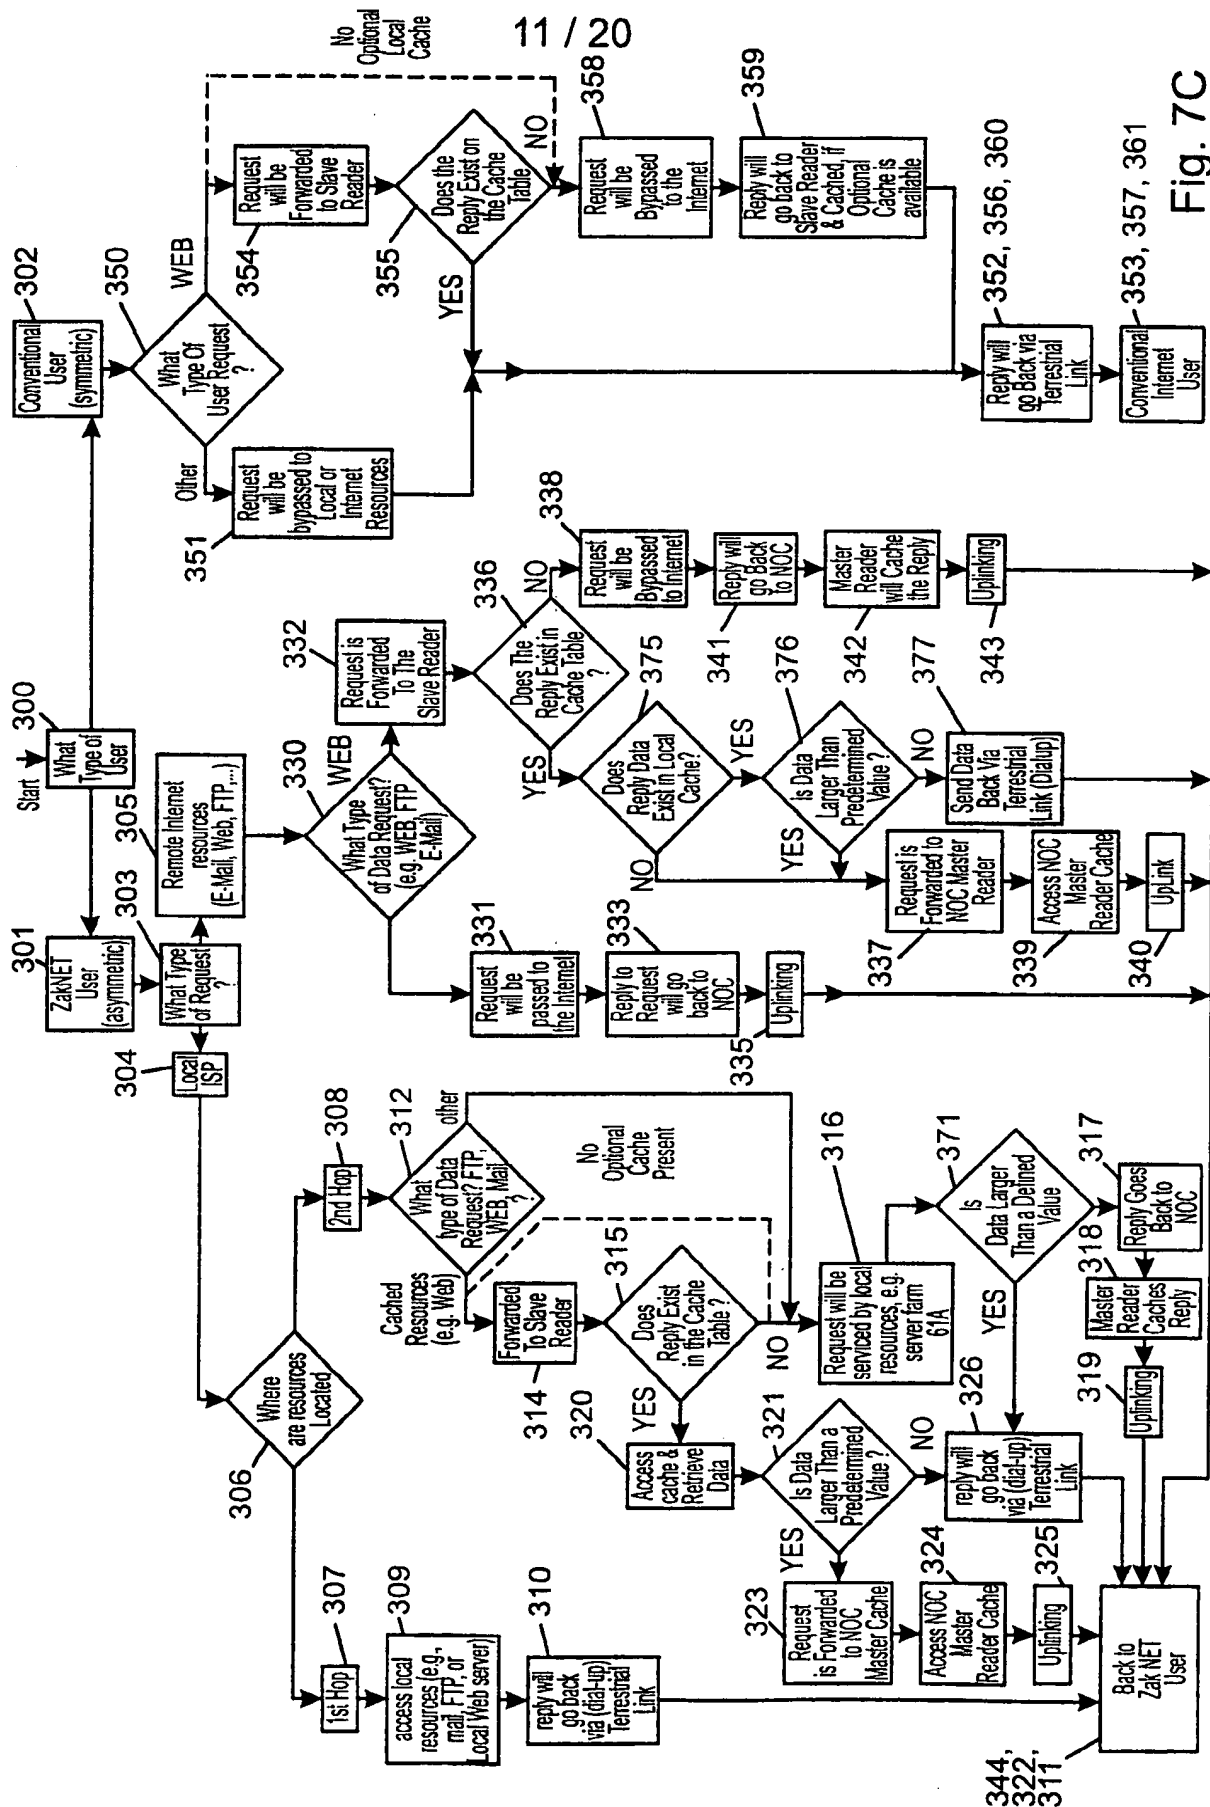 11 / 20
Start
300
What
Type of
User
301
ZakNET
User
(asymmetric)
302
Conventional
User
(symmetric)
303
What Type
of Request
?
304
Local
ISP
305
Remote Internet
resources
(E-Mail, Web, FTP,...)
306
Where
are resources
Located
307
1st Hop
309
access local
resources (e.g.,
mail, FTP, or
Local Web server)
310
reply will
go back
via (dial-up)
Terrestrial
Link
308
2nd Hop
312
What
type of Data
Request? FTP,
WEB, Mail
?
other
Cached
Resources
(e.g. Web)
No
Optional
Cache
Present
314
Forwarded
To Slave
Reader
315
Does
Reply Exist
in the Cache
Table ?
YES
NO
320
Access
cache &
Retrieve
Data
316
Request will be
serviced by local
resources, e.g.
server farm
61A
321
Is Data
Larger Than a
Predetermined
Value ?
YES
NO
371
Is
Data Larger
Than a Defined
Value
YES
323
Request
is Forwarded
to NOC
Master Cache
324
Access NOC
Master
Reader Cache
325
Uplinking
326
reply will
go back
via (dial-up)
Terrestrial
Link
317
Reply Goes
Back to
NOC
318
Master
Reader
Caches
Reply
319
Uplinking
344,
322,
311
Back to
Zak NET
User
330
What Type
of Data Request?
(e.g. WEB, FTP
E-Mail)
WEB
331
Request
will be
passed to
the Internet
333
Reply to
Request
will go
back to
NOC
335
Uplinking
332
Request is
Forwarded
To The
Slave Reader
336
Does The
Reply Exist in
Cache Table
?
YES
NO
375
Does
Reply Data
Exist in Local
Cache?
NO
YES
376
Is Data
Larger Than
Predetermined
Value ?
YES
NO
377
Send Data
Back Via
Terrestrial
Link (Dialup)
337
Request is
Forwarded to
NOC Master
Reader
339
Access NOC
Master
Reader Cache
340
UpLink
338
Request
will be
Bypassed
to Internet
341
Reply will
go Back
to NOC
342
Master
Reader
will Cache
the Reply
343
Uplinking
350
What
Type Of
User Request
?
Other
WEB
No
Optional
Local
Cache
351
Request
will be
bypassed to
Local or
Internet
Resources
354
Request
will be
Forwarded
to Slave
Reader
355
Does the
Reply Exist on
the Cache
Table
YES
NO
358
Request
will be
Bypassed
to the
Internet
359
Reply will
go back to
Slave Reader
& Cached, if
Optional
Cache is
available
352, 356, 360
Reply will
go Back via
Terrestrial
Link
353, 357, 361
Conventional
Internet
User
Fig. 7C